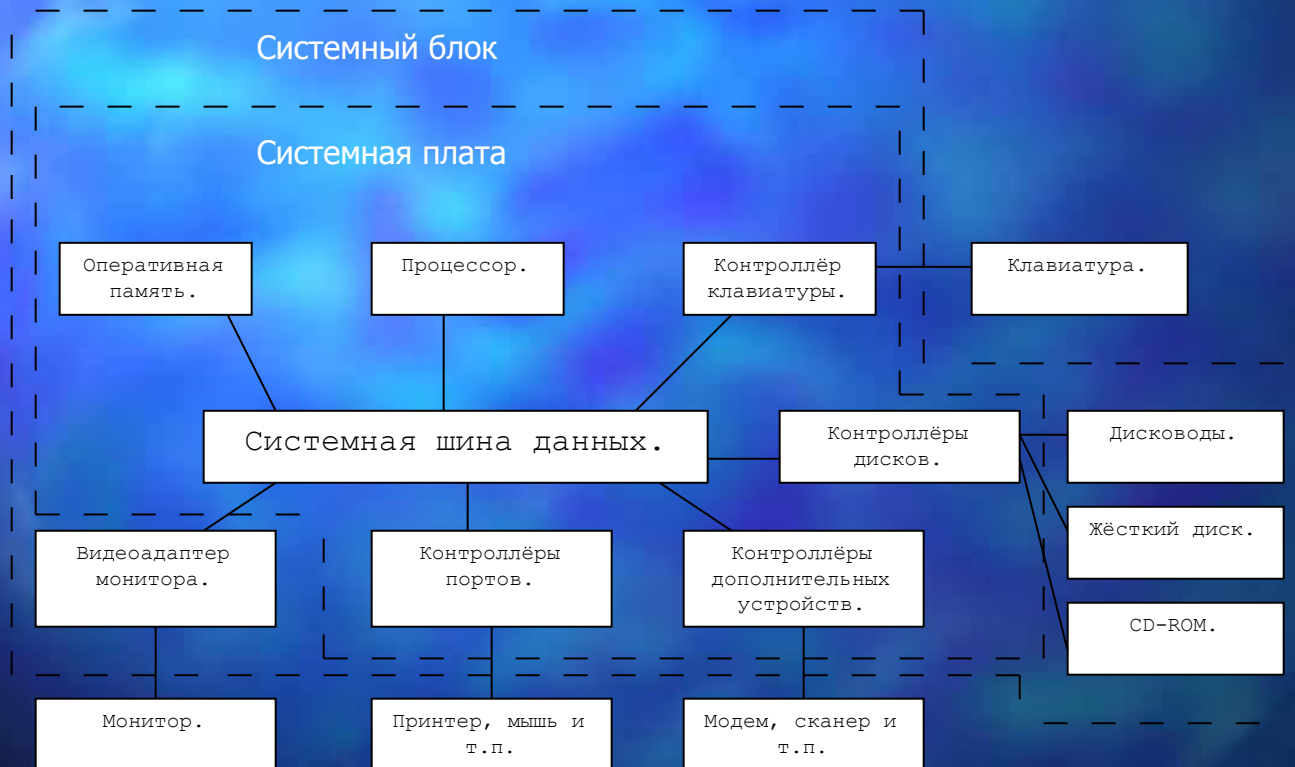 Системный блок
Системная плата
Оперативная
память.
Процессор.
Контроллёр
клавиатуры.
Клавиатура.
Системная шина данных.
Контроллёры
дисков.
Дисководы.
Жёсткий диск.
CD-ROM.
Видеоадаптер
монитора.
Контроллёры
портов.
Контроллёры
дополнительных
устройств.
Монитор.
Принтер, мышь и
т.п.
Модем, сканер и
т.п.